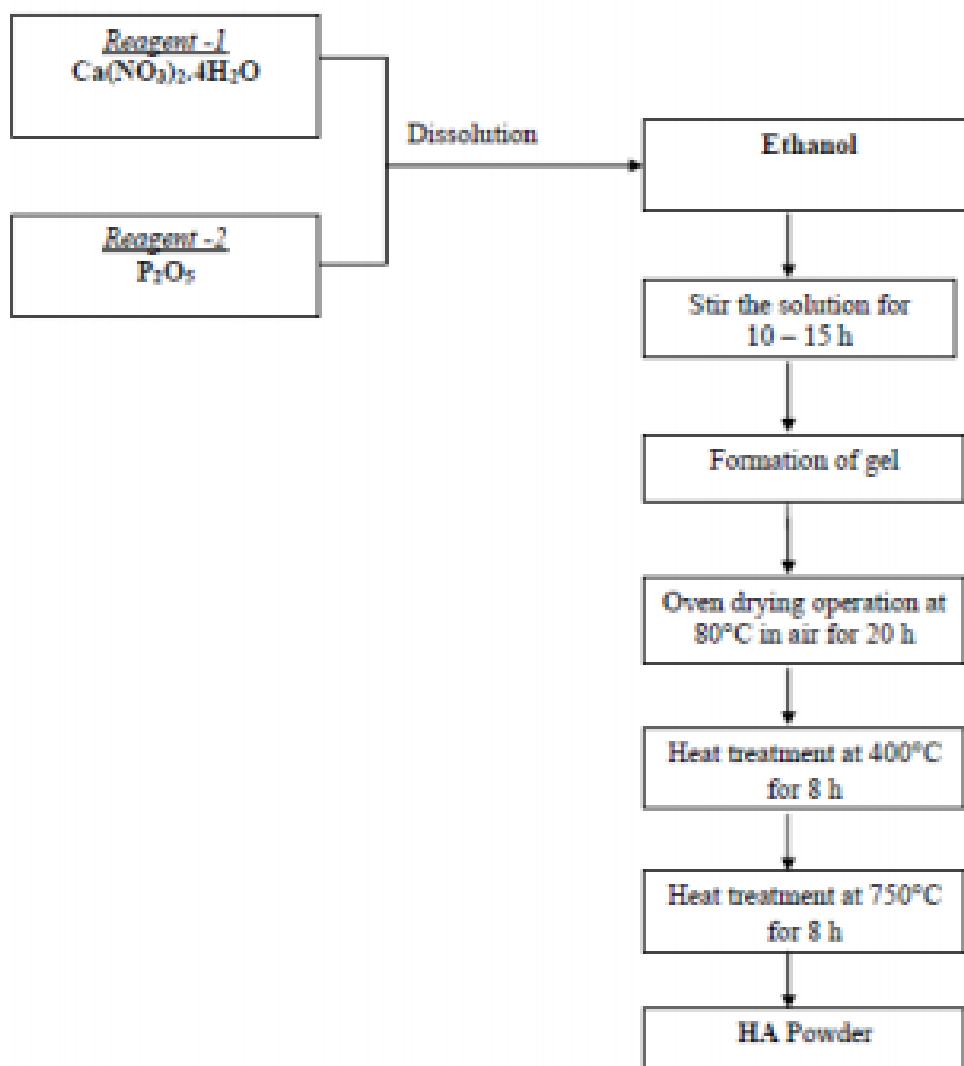 Reagent -1
Ca(NO₃)₂.4H₂O
Dissolution
Ethanol
Reagent -2
P₂O₅
Stir the solution for
10 – 15 h
Formation of gel
Oven drying operation at
80°C in air for 20 h
Heat treatment at 400°C
for 8 h
Heat treatment at 750°C
for 8 h
HA Powder